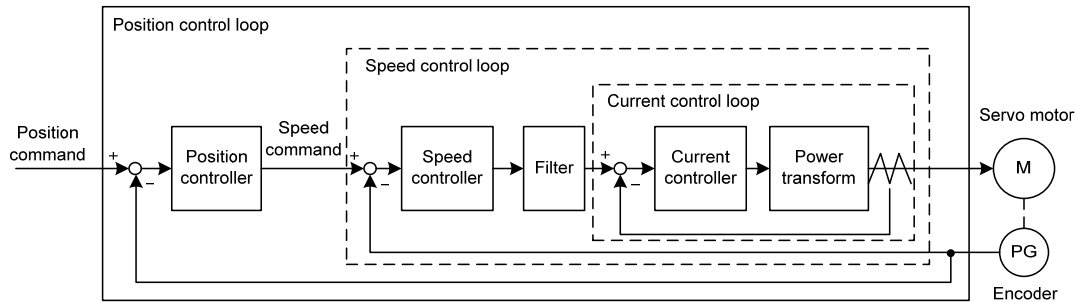 Position control loop
Speed control loop
Current control loop
Servo motor
Position
command
+
−
Position
controller
Speed
command
+
−
Speed
controller
Filter
+
−
Current
controller
Power
transform
M
PG
Encoder